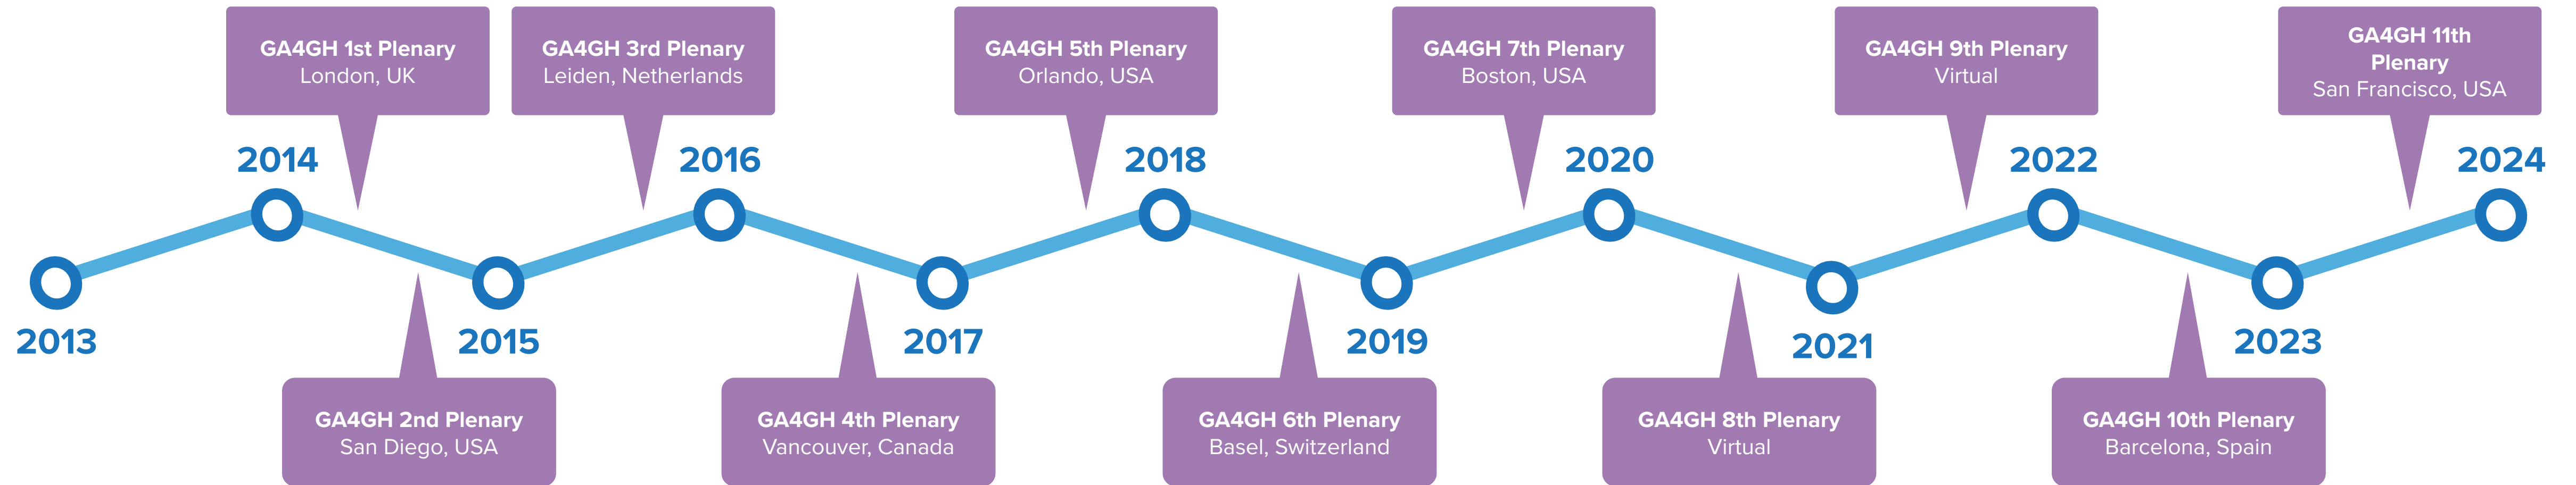 GA4GH 1st Plenary
London, UK
GA4GH 3rd Plenary
Leiden, Netherlands
GA4GH 5th Plenary
Orlando, USA
GA4GH 7th Plenary
Boston, USA
GA4GH 9th Plenary
Virtual
GA4GH 11th
Plenary
San Francisco, USA
2014
2016
2018
2020
2022
2024
2013
2015
2017
2019
2021
2023
GA4GH 2nd Plenary
San Diego, USA
GA4GH 4th Plenary
Vancouver, Canada
GA4GH 6th Plenary
Basel, Switzerland
GA4GH 8th Plenary
Virtual
GA4GH 10th Plenary
Barcelona, Spain